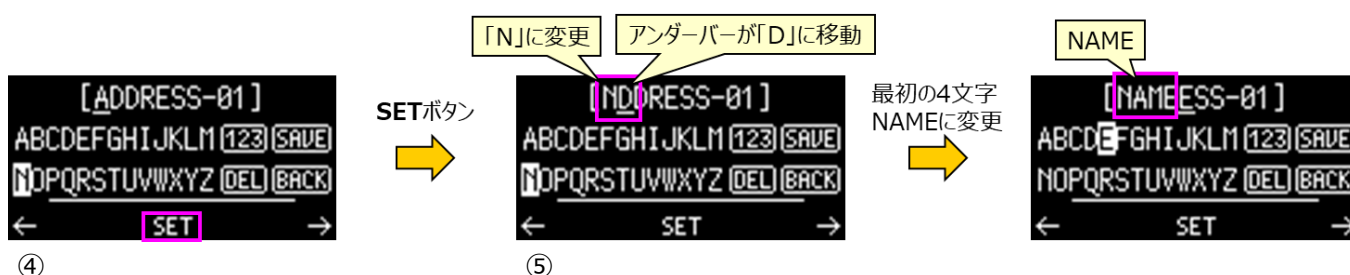 「N」に変更
アンダーバーが「D」に移動
NAME
[ADDRESS-01]
ABCDEFGHIJKLM 123 SAVE
NOPQRSTUVWXYZ DEL BACK
← SET →
④
SETボタン
[NDDRESS-01]
ABCDEFGHIJKLM 123 SAVE
NOPQRSTUVWXYZ DEL BACK
← SET →
⑤
最初の4文字
NAMEに変更
[NAMEESS-01]
ABCDEFGHIJKLM 123 SAVE
NOPQRSTUVWXYZ DEL BACK
← SET →